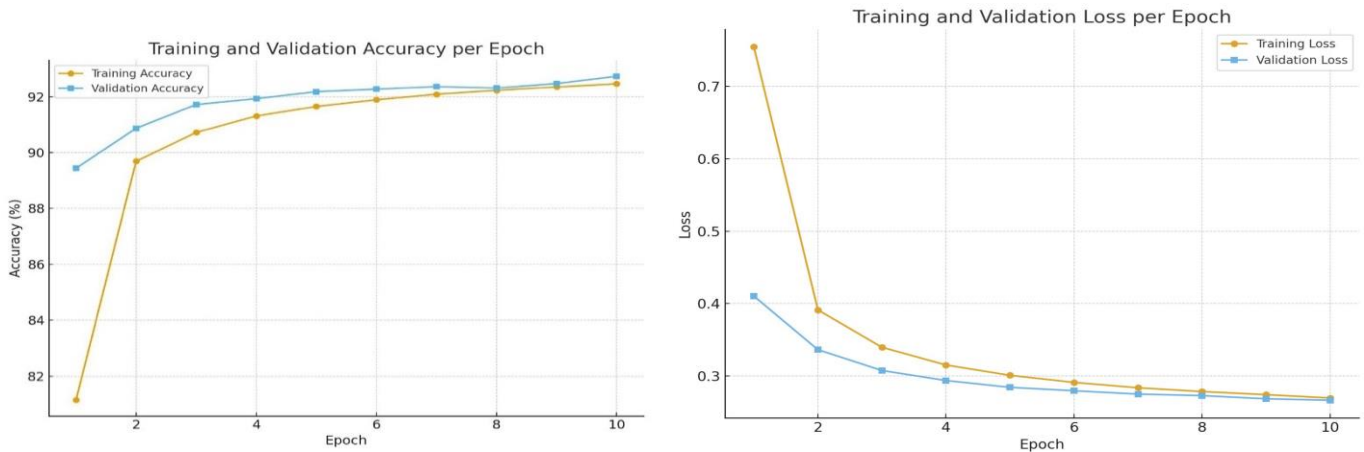 Training and Validation Accuracy per Epoch
Training Accuracy
Validation Accuracy
92
90
88
86
84
82
Accuracy (%)
2
4
6
8
10
Epoch
Training and Validation Loss per Epoch
Training Loss
Validation Loss
0.7
0.6
0.5
0.4
0.3
Loss
2
4
6
8
10
Epoch